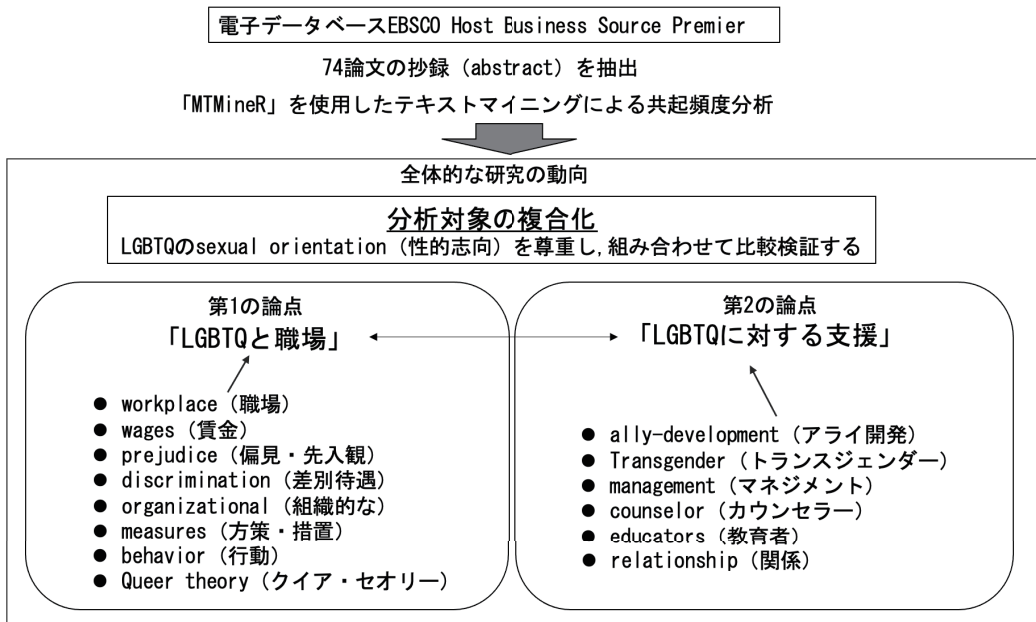 電子データベースEBSCO Host Business Source Premier
74論文の抄録（abstract）を抽出
「MTMineR」を使用したテキストマイニングによる共起頻度分析
全体的な研究の動向
分析対象の複合化
LGBTQのsexual orientation（性的志向）を尊重し,組み合わせて比較検証する
第1の論点
「LGBTQと職場」
● workplace（職場）
● wages（賃金）
● prejudice（偏見・先入観）
● discrimination（差別待遇）
● organizational（組織的な）
● measures（方策・措置）
● behavior（行動）
● Queer theory（クイア・セオリー）
第2の論点
「LGBTQに対する支援」
● ally-development（アライ開発）
● Transgender（トランスジェンダー）
● management（マネジメント）
● counselor（カウンセラー）
● educators（教育者）
● relationship（関係）